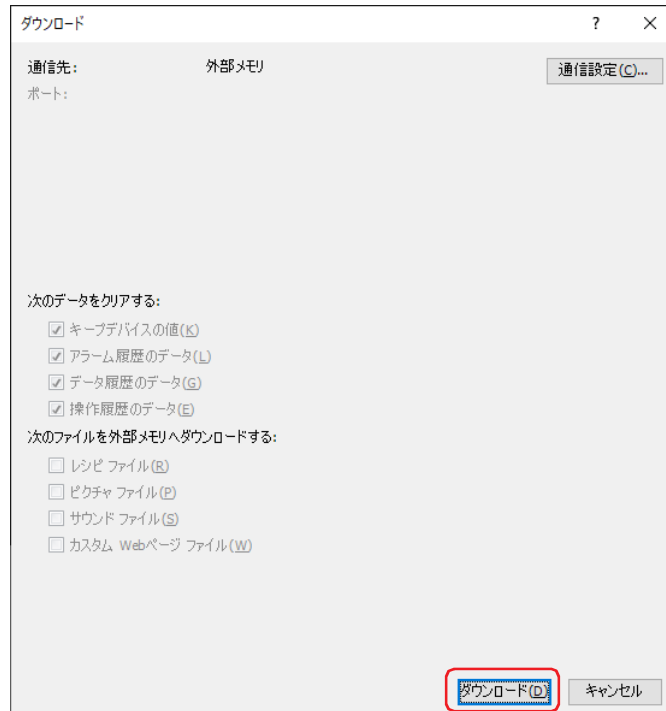 ダウンロード ? ×
通信先: 外部メモリ 通信設定(C)...
ポート:
次のデータをクリアする:
キープデバイスの値(K)
アラーム履歴のデータ(L)
データ履歴のデータ(G)
操作履歴のデータ(E)
次のファイルを外部メモリへダウンロードする:
レシピ ファイル(R)
ピクチャ ファイル(P)
サウンド ファイル(S)
カスタム Webページ ファイル(W)
ダウンロード(D) キャンセル